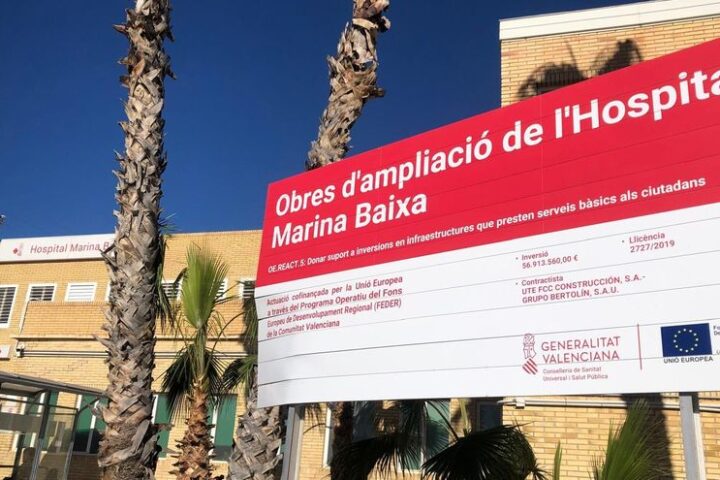 Hospital Marina B
Obres d'ampliació de l'Hospita
Marina Baixa
OE.REACT.5: Donar suport a inversions en infraestructures que presten serveis bàsics als ciutadans
Actuació cofinançada per la Unió Europea
a través del Programa Operatiu del Fons
Europeu de Desenvolupament Regional (FEDER)
de la Comunitat Valenciana
· Inversió
56.913.560,00 €
· Contractista
UTE FCC CONSTRUCCIÓN, S.A.-
GRUPO BERTOLÍN, S.A.U.
· Llicència
2727/2019
GENERALITAT
VALENCIANA
Conselleria de Sanitat
Universal i Salut Pública
UNIÓ EUROPEA